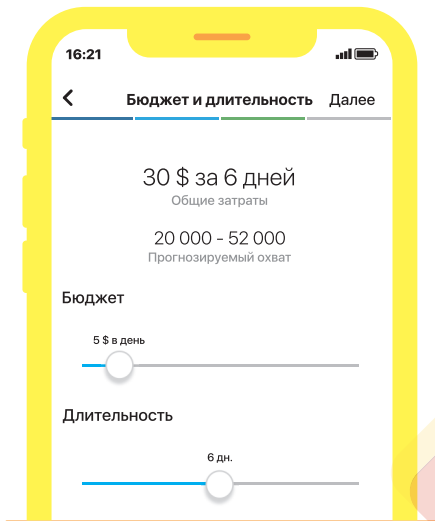 16:21
Бюджет и длительность Далее
30 $ за 6 дней
Общие затраты
20 000 - 52 000
Прогнозируемый охват
Бюджет
5 $ в день
Длительность
6 дн.